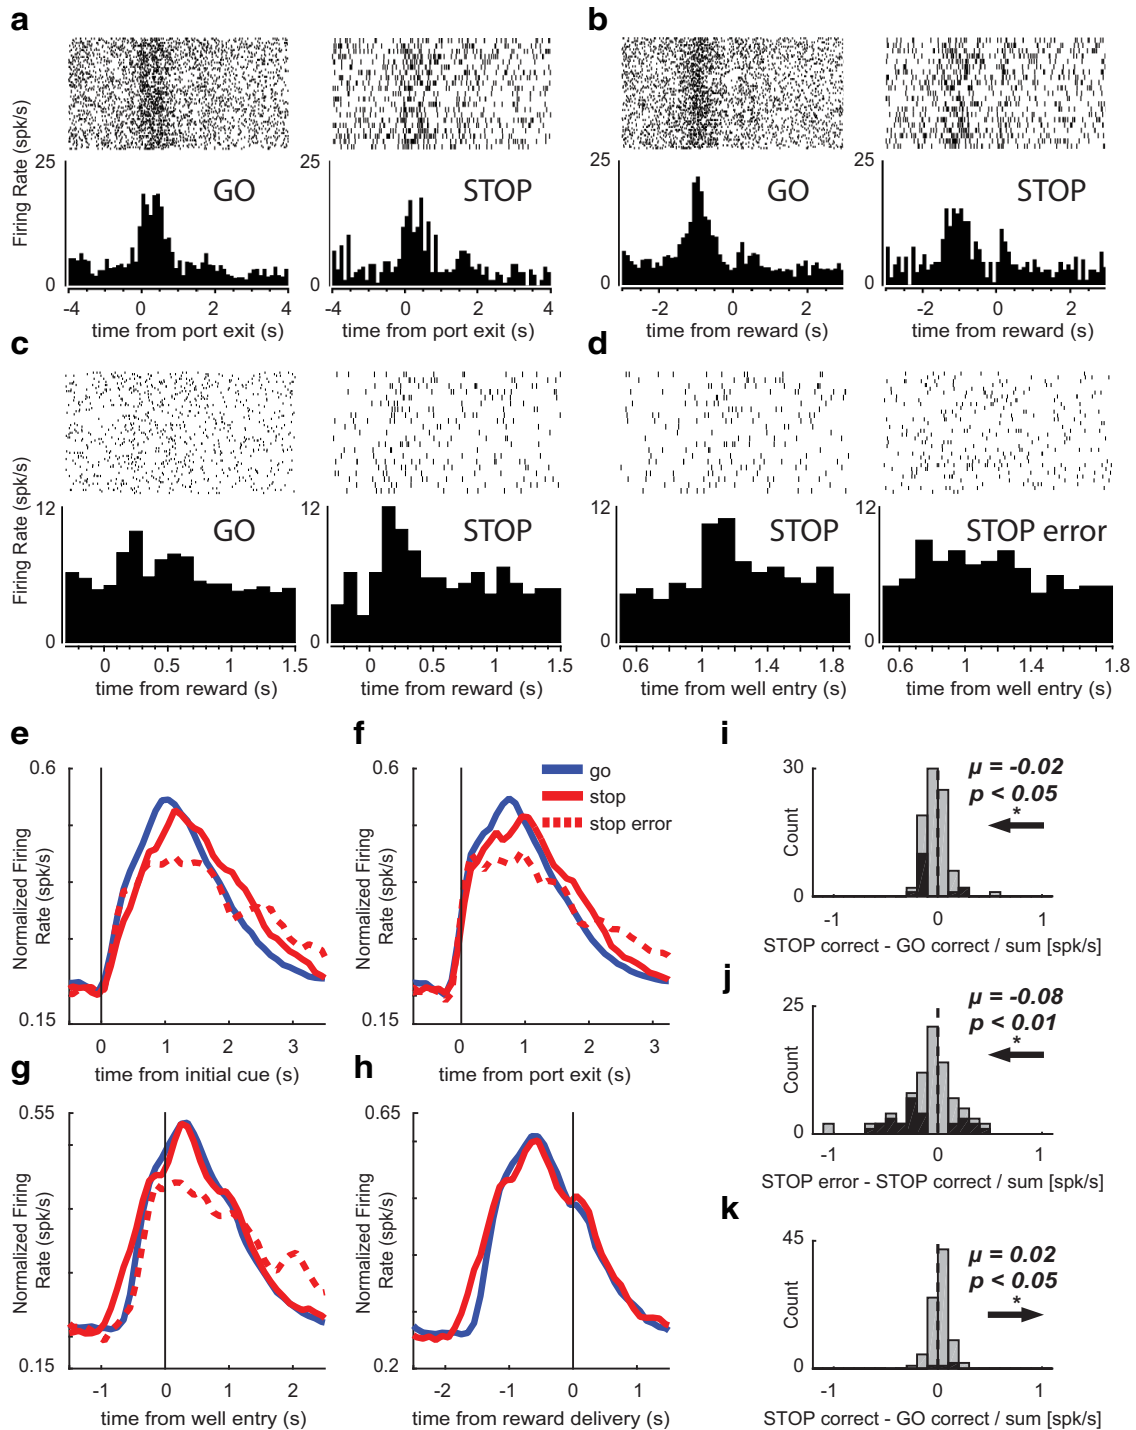 a
b
Firing Rate (spk/s)
25
0
GO
-4 -2 0 2 4
time from port exit (s)
STOP
-4 -2 0 2 4
time from port exit (s)
25
0
GO
-2 0 2
time from reward (s)
25
0
STOP
-2 0 2
time from reward (s)
c
d
Firing Rate (spk/s)
12
0
GO
0 0.5 1 1.5
time from reward (s)
12
0
STOP
0 0.5 1 1.5
time from reward (s)
12
0
STOP
0.6 1 1.4 1.8
time from well entry (s)
12
0
STOP error
0.6 1 1.4 1.8
time from well entry (s)
e
Normalized Firing
Rate (spk/s)
0.6
0.15
0 1 2 3
time from initial cue (s)
f
Normalized Firing
Rate (spk/s)
0.6
0.15
go
stop
stop error
0 1 2 3
time from port exit (s)
g
Normalized Firing
Rate (spk/s)
0.55
0.15
-1 0 1 2
time from well entry (s)
h
Normalized Firing
Rate (spk/s)
0.65
0.2
-2 -1 0 1
time from reward delivery (s)
i
Count
30
0
μ = -0.02
p < 0.05
*
-1 0 1
STOP correct - GO correct / sum [spk/s]
j
Count
25
0
μ = -0.08
p < 0.01
*
-1 0 1
STOP error - STOP correct / sum [spk/s]
k
Count
45
0
μ = 0.02
p < 0.05
*
-1 0 1
STOP correct - GO correct / sum [spk/s]